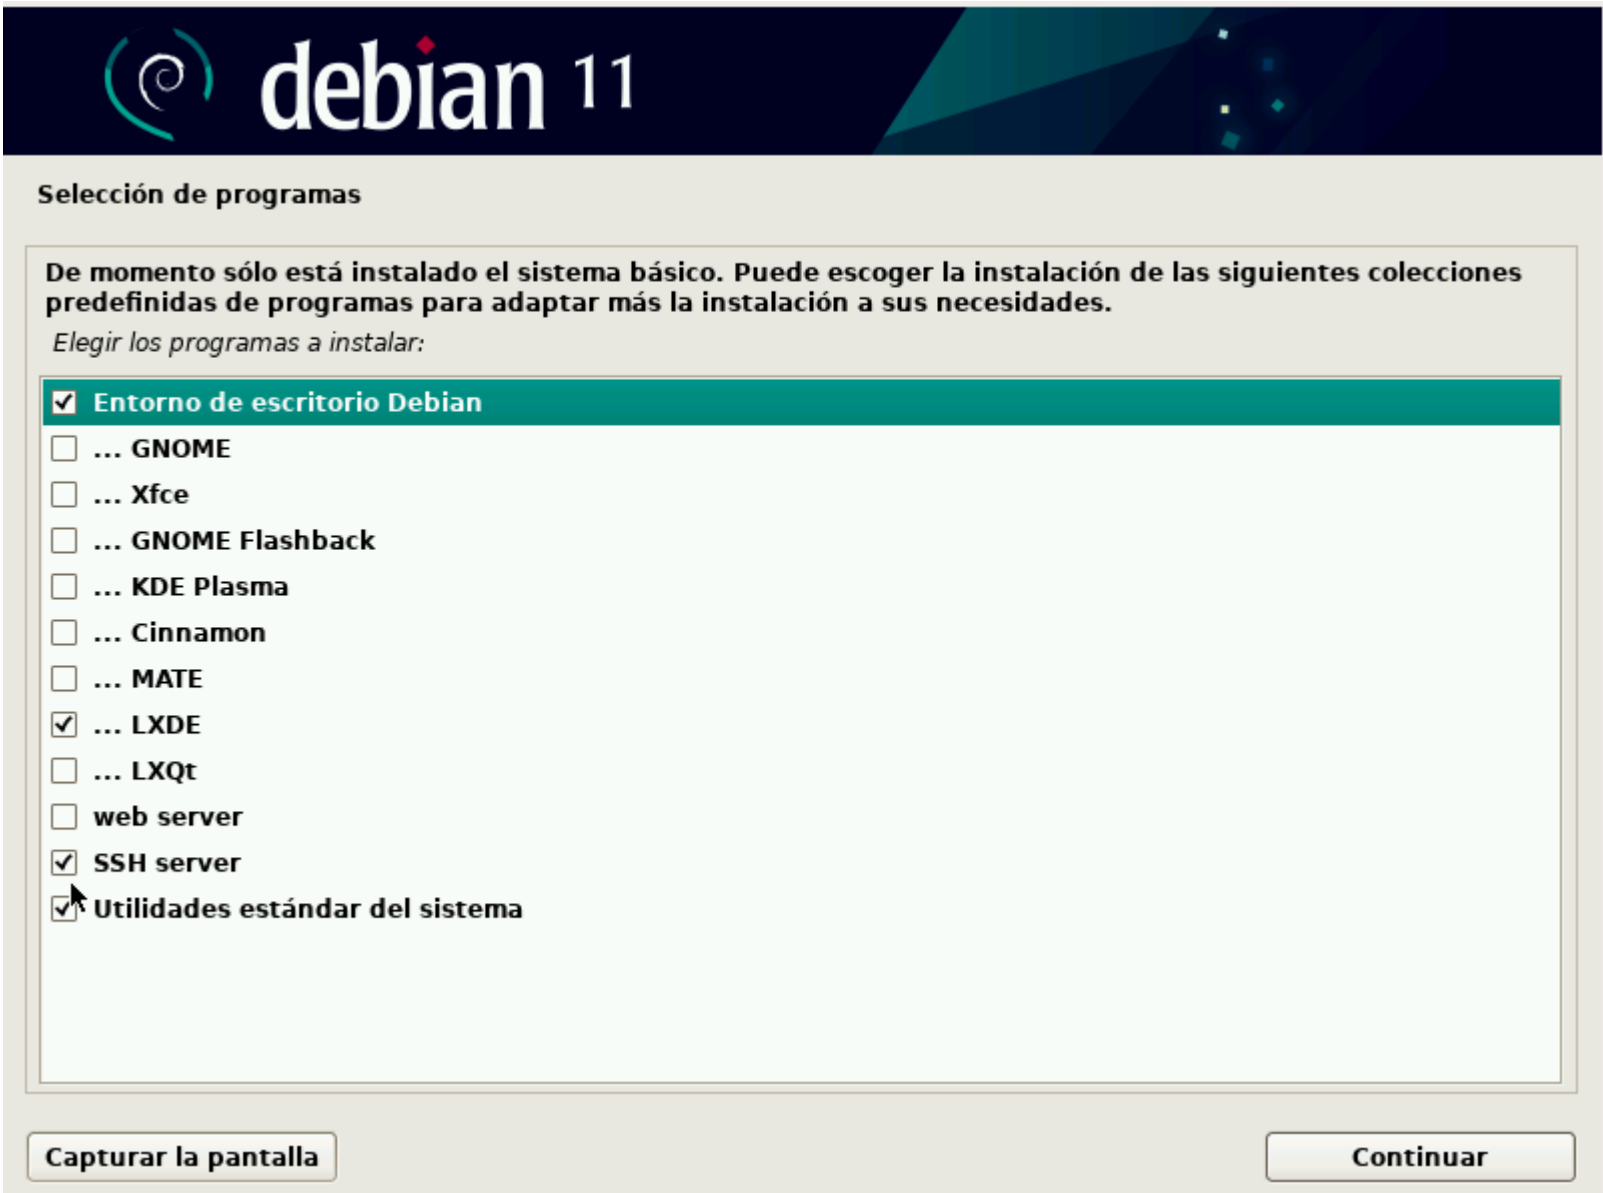 debian 11
Selección de programas
De momento sólo está instalado el sistema básico. Puede escoger la instalación de las siguientes colecciones
predefinidas de programas para adaptar más la instalación a sus necesidades.
Elegir los programas a instalar:
Entorno de escritorio Debian
... GNOME
... Xfce
... GNOME Flashback
... KDE Plasma
... Cinnamon
... MATE
... LXDE
... LXQt
web server
SSH server
Utilidades estándar del sistema
Capturar la pantalla
Continuar